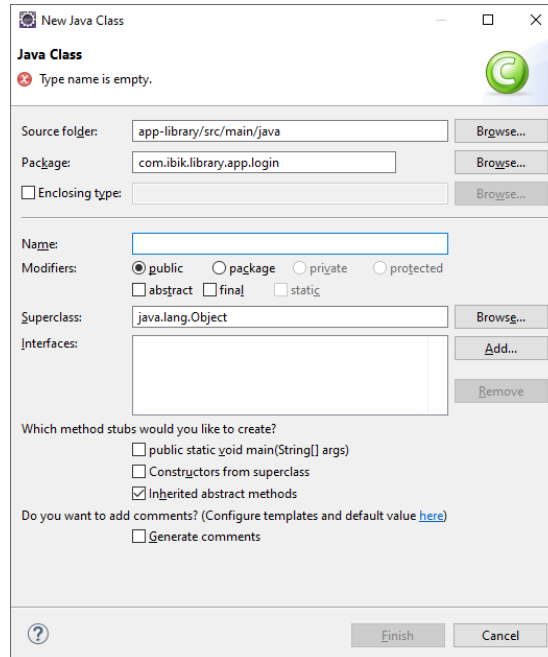 New Java Class
Java Class
Type name is empty.
C
Source folder: app-library/src/main/java Browse...
Package: com.ibik.library.app.login Browse...
Enclosing type: Browse...
Name:
Modifiers: public package private protected
abstract final static
Superclass: java.lang.Object Browse...
Interfaces: Add...
Remove
Which method stubs would you like to create?
public static void main(String[] args)
Constructors from superclass
Inherited abstract methods
Do you want to add comments? (Configure templates and default value here)
Generate comments
? Finish Cancel